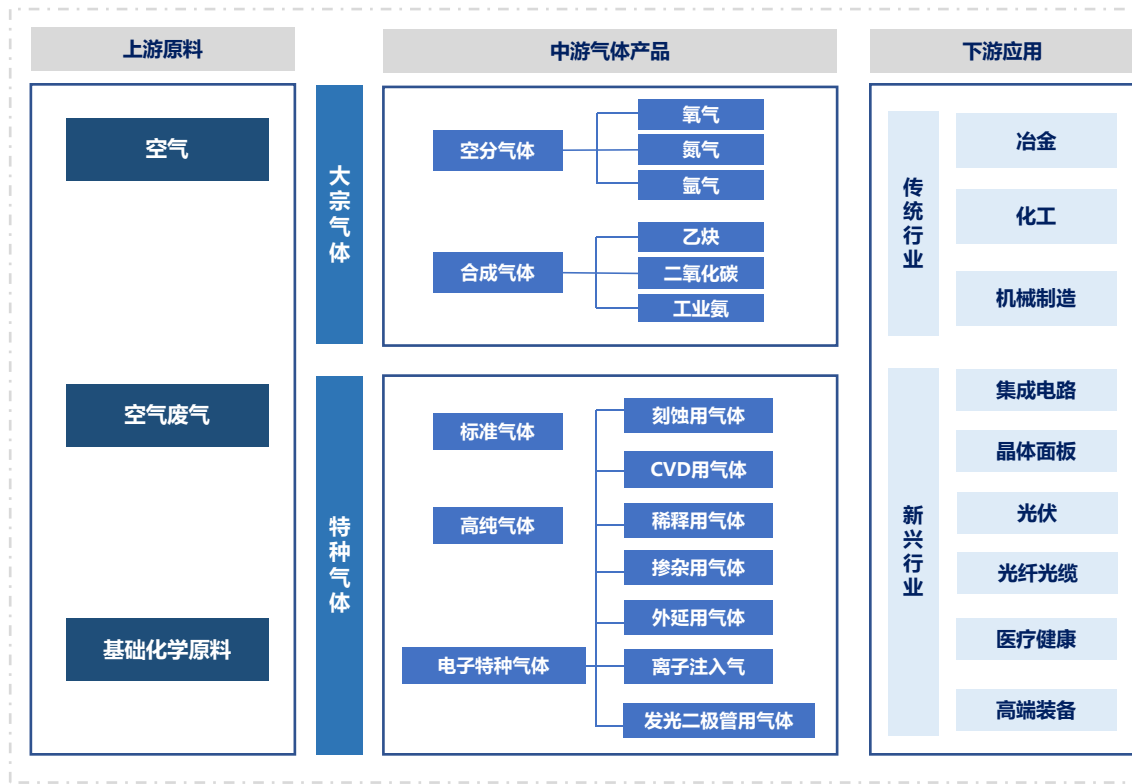 上游原料
中游气体产品
下游应用
空气
空气废气
基础化学原料
大宗气体
空分气体
氧气
氮气
氩气
合成气体
乙炔
二氧化碳
工业氨
特种气体
标准气体
高纯气体
电子特种气体
刻蚀用气体
CVD用气体
稀释用气体
掺杂用气体
外延用气体
离子注入气
发光二极管用气体
传统行业
冶金
化工
机械制造
新兴行业
集成电路
晶体面板
光伏
光纤光缆
医疗健康
高端装备